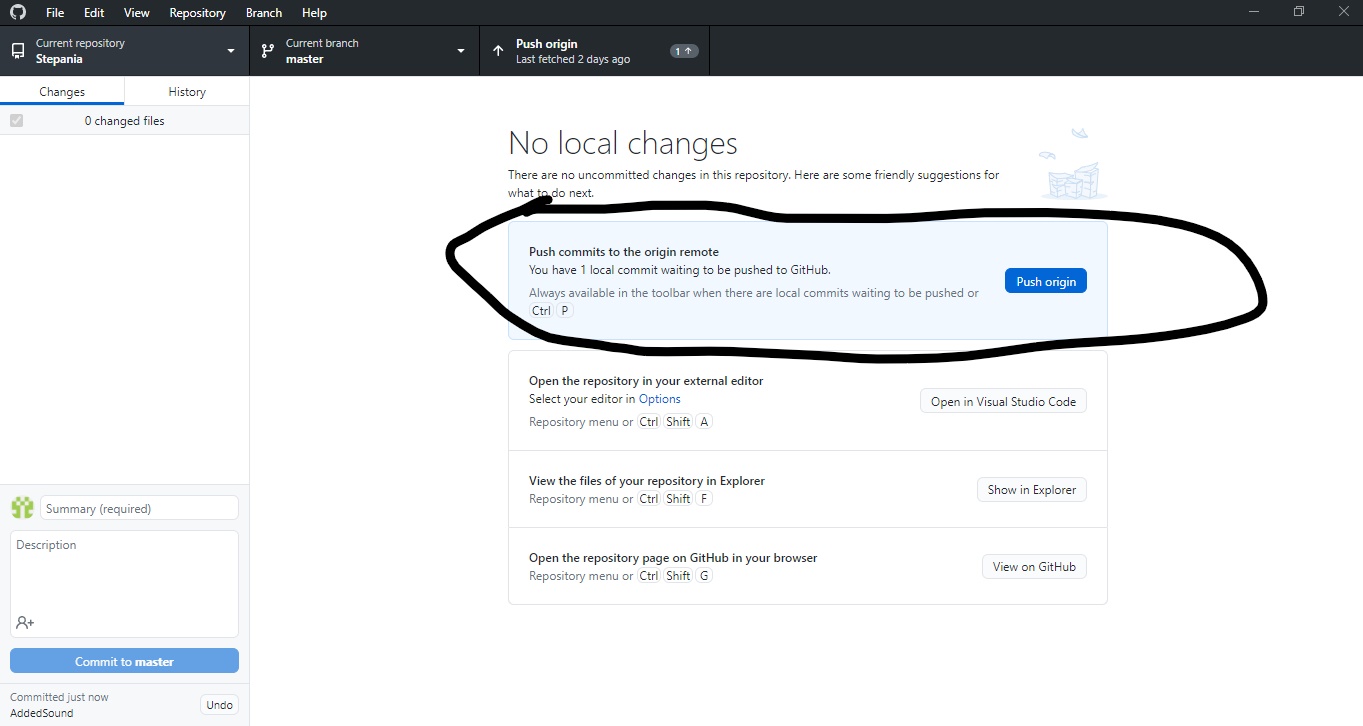 File Edit View Repository Branch Help
Current repository
Stepania
Current branch
master
Push origin
Last fetched 2 days ago
1
Changes History
0 changed files
No local changes
There are no uncommitted changes in this repository. Here are some friendly suggestions for
what to do next.
Push commits to the origin remote
You have 1 local commit waiting to be pushed to GitHub.
Always available in the toolbar when there are local commits waiting to be pushed or
Ctrl P
Push origin
Open the repository in your external editor
Select your editor in Options
Repository menu or Ctrl Shift A
Open in Visual Studio Code
View the files of your repository in Explorer
Repository menu or Ctrl Shift F
Show in Explorer
Open the repository page on GitHub in your browser
Repository menu or Ctrl Shift G
View on GitHub
Summary (required)
Description
Commit to master
Committed just now
AddedSound
Undo